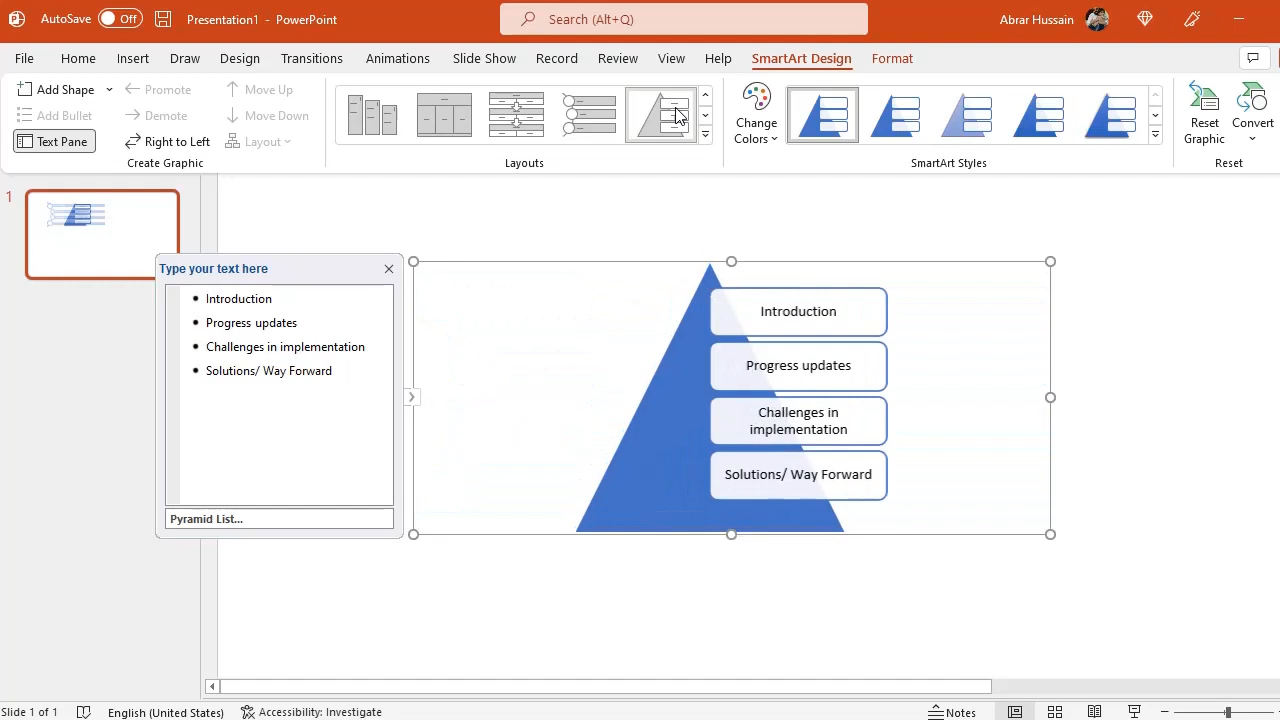 AutoSave Off Presentation1 - PowerPoint Search (Alt+Q) Abrar Hussain
File Home Insert Draw Design Transitions Animations Slide Show Record Review View Help SmartArt Design Format
Add Shape Promote Move Up
Add Bullet Demote Move Down
Text Pane Right to Left Layout
Create Graphic
Layouts
Change
Colors
SmartArt Styles
Reset
Graphic
Convert
Reset
1
Type your text here
• Introduction
• Progress updates
• Challenges in implementation
• Solutions/ Way Forward
Pyramid List...
Introduction
Progress updates
Challenges in
implementation
Solutions/ Way Forward
Slide 1 of 1 English (United States) Accessibility: Investigate Notes